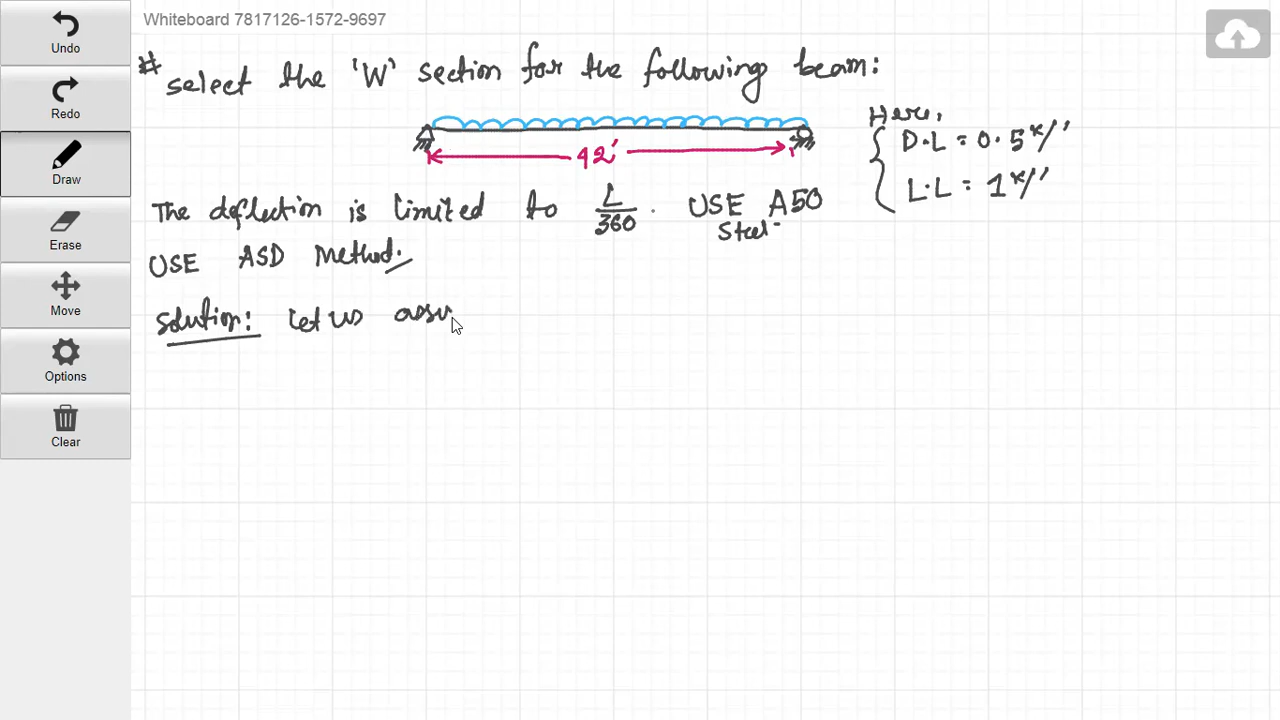 Whiteboard 7817126-1572-9697
Undo
Redo
Draw
Erase
Move
Options
Clear
# select the 'W' section for the following beam:
42'
Here,
D.L = 0.5 K/'
L.L = 1 K/'
The deflection is limited to L/360. USE A50 Steel
USE ASD Method.
Solution: Let us assu